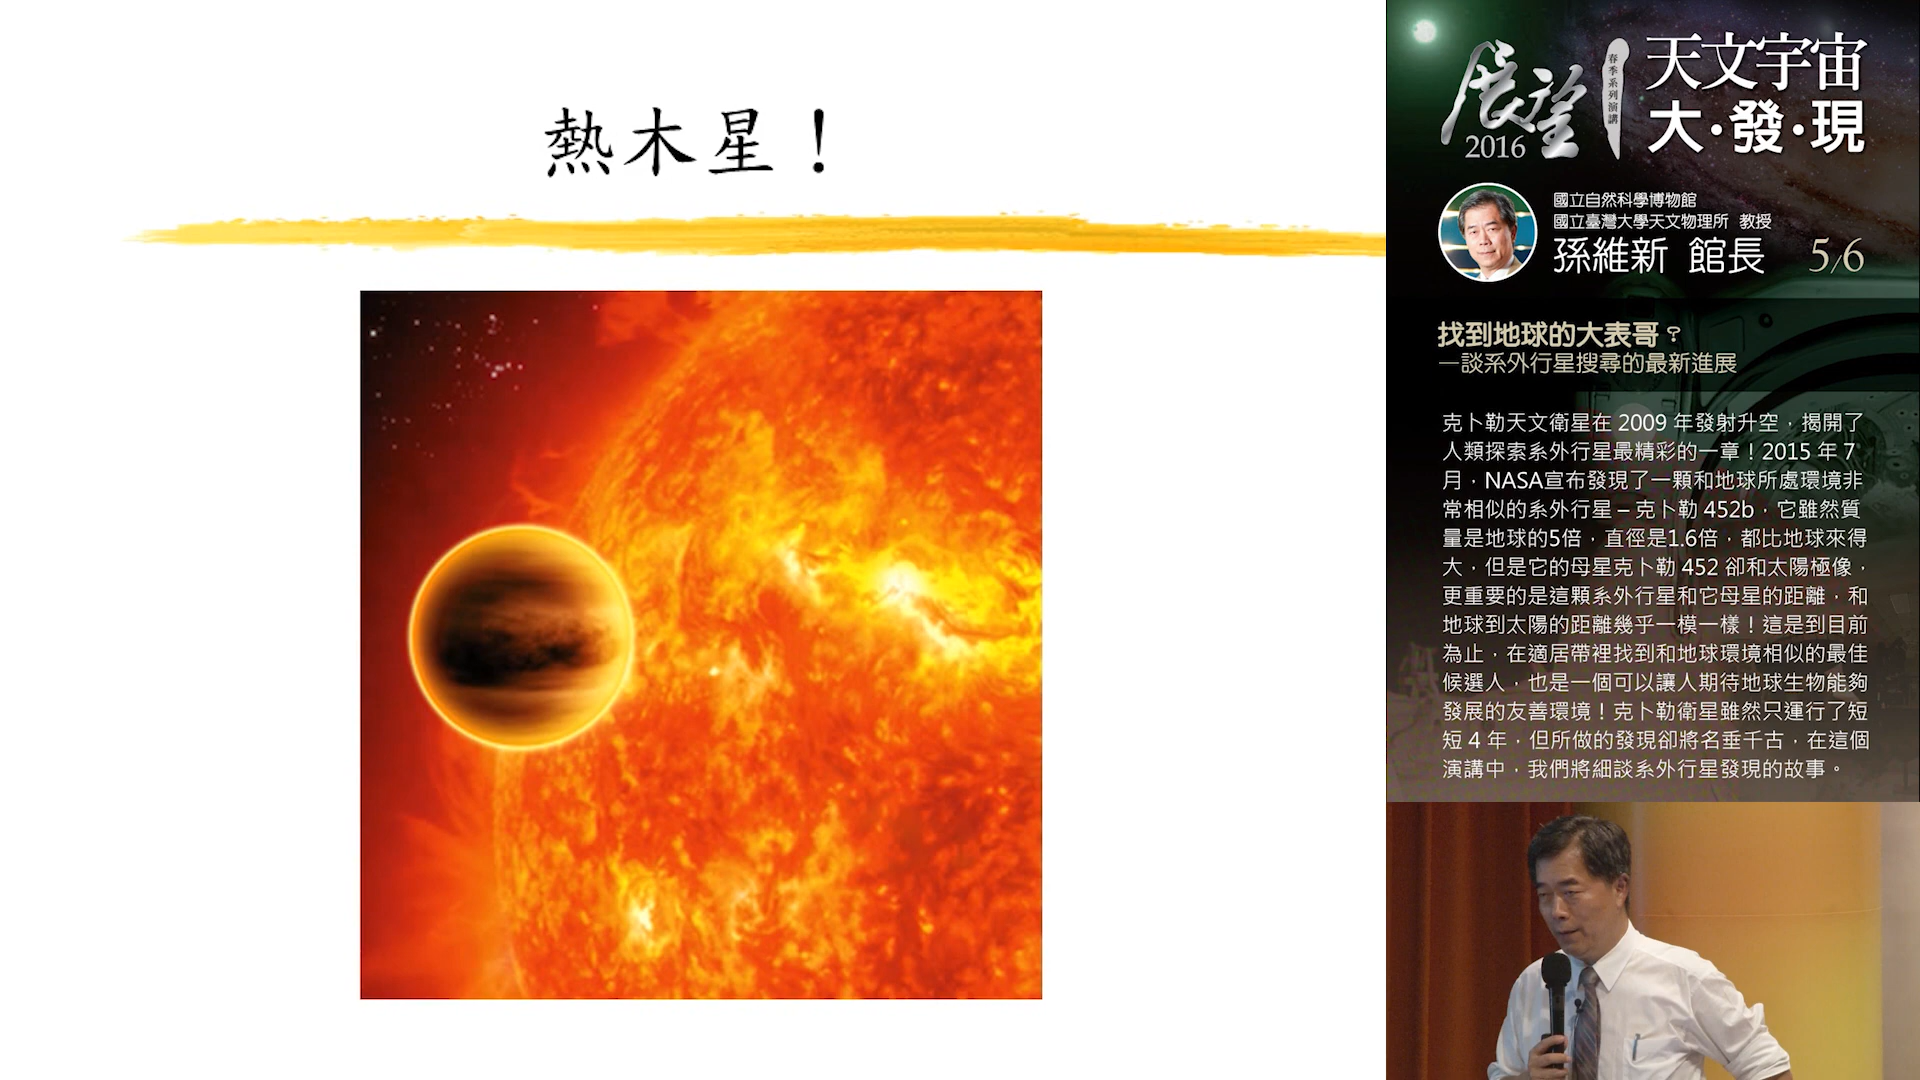 熱木星！
展望
2016
春季系列演講
天文宇宙
大·發·現
國立自然科學博物館
國立臺灣大學天文物理所 教授
孫維新 館長 5/6
找到地球的大表哥？
—談系外行星搜尋的最新進展
克卜勒天文衛星在 2009 年發射升空，揭開了
人類探索系外行星最精彩的一章！2015 年 7
月，NASA宣布發現了一顆和地球所處環境非
常相似的系外行星 – 克卜勒 452b，它雖然質
量是地球的5倍，直徑是1.6倍，都比地球來得
大，但是它的母星克卜勒 452 卻和太陽極像，
更重要的是這顆系外行星和它母星的距離，和
地球到太陽的距離幾乎一模一樣！這是到目前
為止，在適居帶裡找到和地球環境相似的最佳
候選人，也是一個可以讓人期待地球生物能夠
發展的友善環境！克卜勒衛星雖然只運行了短
短 4 年，但所做的發現卻將名垂千古，在這個
演講中，我們將細談系外行星發現的故事。